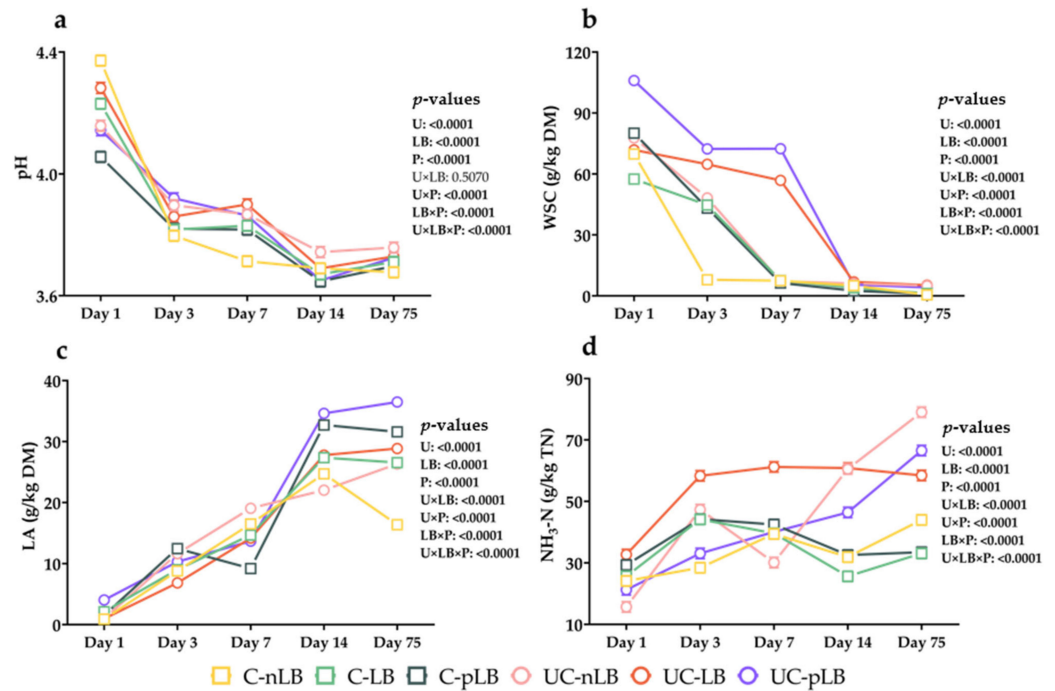 a
4.4
4.0
3.6
pH
Day 1 Day 3 Day 7 Day 14 Day 75
p-values
U: <0.0001
LB: <0.0001
P: <0.0001
U×LB: 0.5070
U×P: <0.0001
LB×P: <0.0001
U×LB×P: <0.0001
b
120
90
60
30
0
WSC (g/kg DM)
Day 1 Day 3 Day 7 Day 14 Day 75
p-values
U: <0.0001
LB: <0.0001
P: <0.0001
U×LB: <0.0001
U×P: <0.0001
LB×P: <0.0001
U×LB×P: <0.0001
c
40
30
20
10
0
LA (g/kg DM)
Day 1 Day 3 Day 7 Day 14 Day 75
p-values
U: <0.0001
LB: <0.0001
P: <0.0001
U×LB: <0.0001
U×P: <0.0001
LB×P: <0.0001
U×LB×P: <0.0001
d
90
70
50
30
10
NH₃-N (g/kg TN)
Day 1 Day 3 Day 7 Day 14 Day 75
p-values
U: <0.0001
LB: <0.0001
P: <0.0001
U×LB: <0.0001
U×P: <0.0001
LB×P: <0.0001
U×LB×P: <0.0001
C-nLB C-LB C-pLB UC-nLB UC-LB UC-pLB